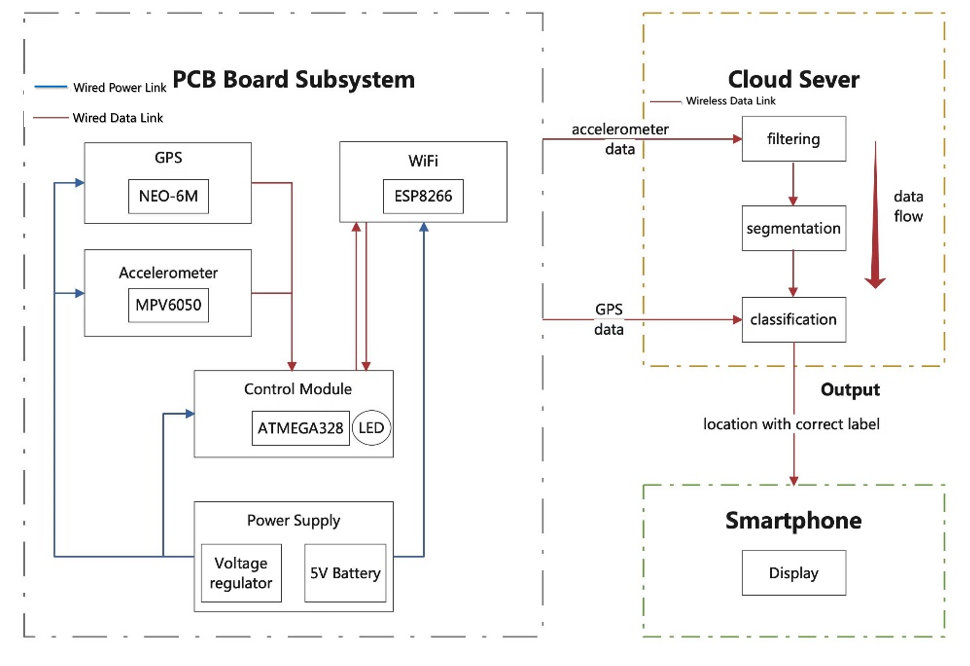 PCB Board Subsystem
Wired Power Link
Wired Data Link
GPS
NEO-6M
Accelerometer
MPV6050
WiFi
ESP8266
Control Module
ATMEGA328
LED
Power Supply
Voltage
regulator
5V Battery
accelerometer
data
GPS
data
Cloud Sever
Wireless Data Link
filtering
segmentation
classification
data
flow
Output
location with correct label
Smartphone
Display